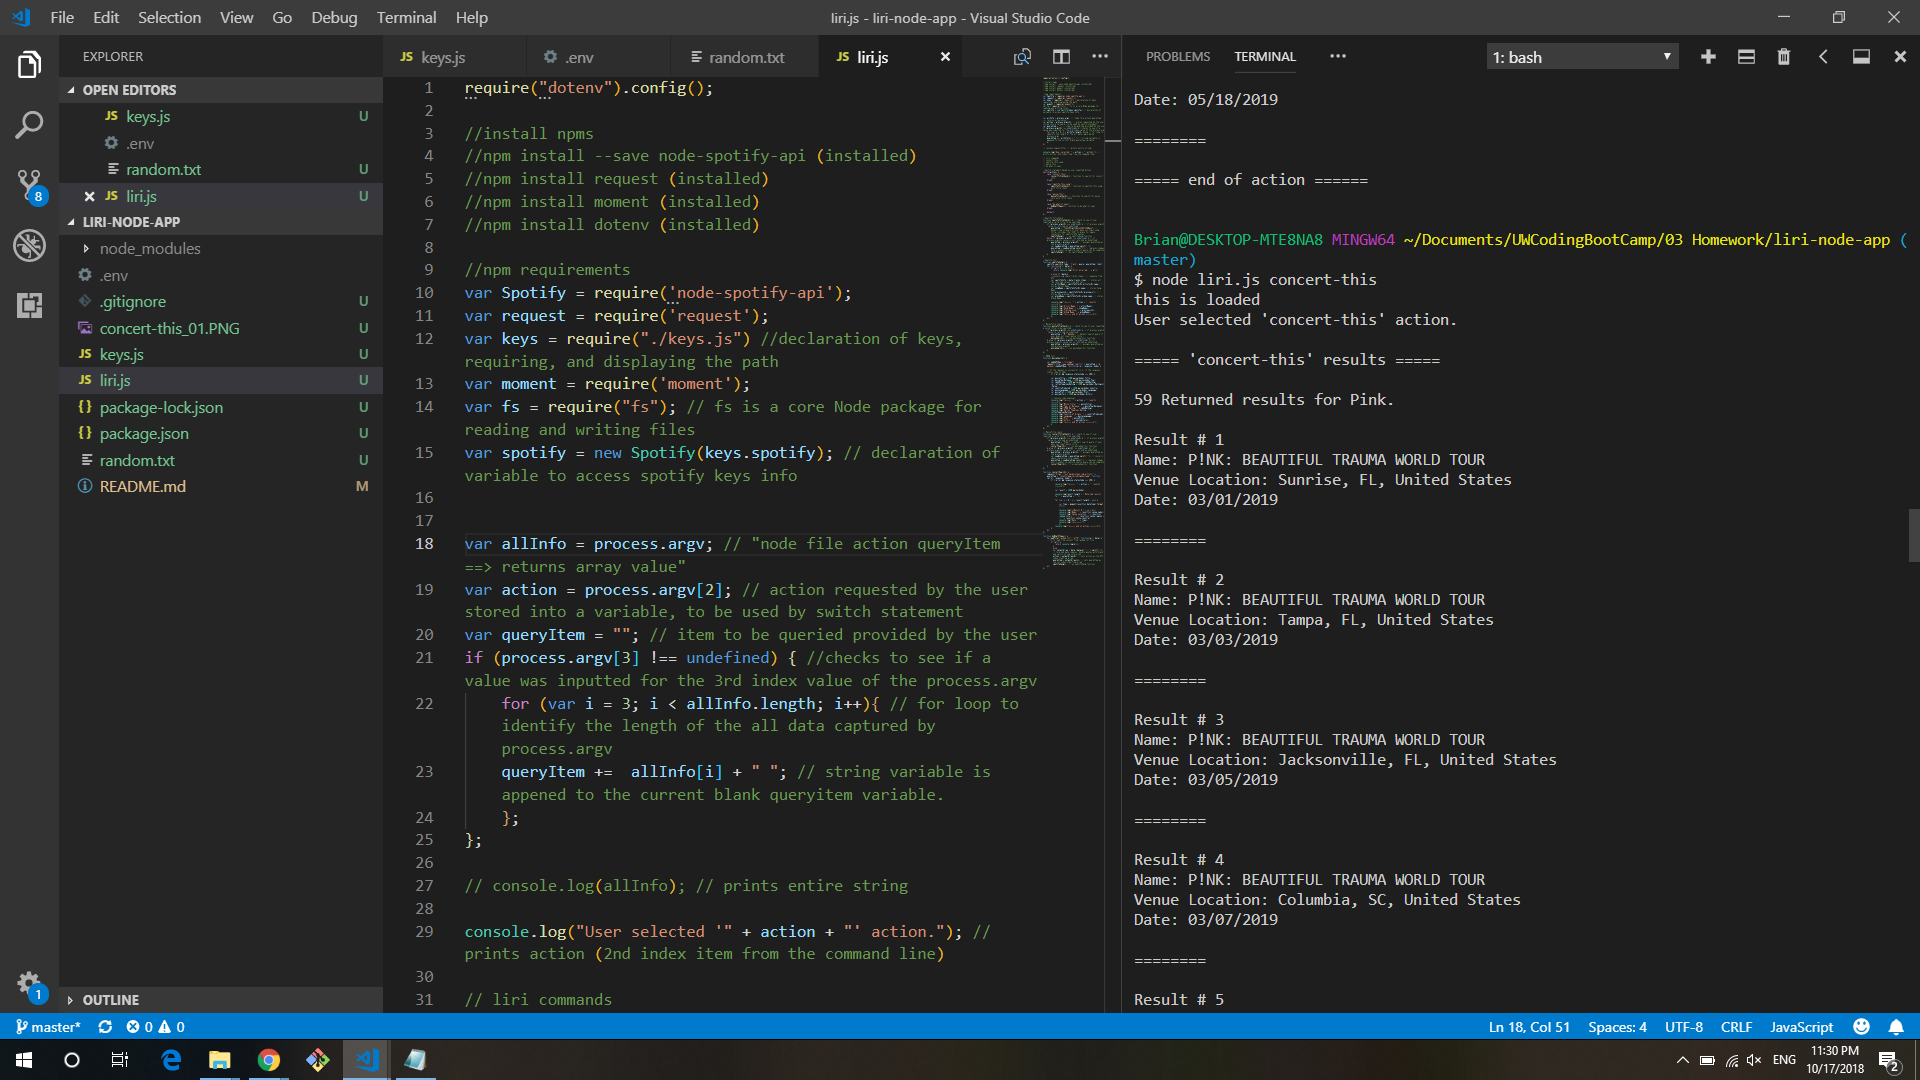 File Edit Selection View Go Debug Terminal Help
liri.js - liri-node-app - Visual Studio Code
EXPLORER
OPEN EDITORS
JS keys.js U
.env
random.txt U
JS liri.js U
LIRI-NODE-APP
node_modules
.env
.gitignore U
concert-this_01.PNG U
JS keys.js U
JS liri.js U
{} package-lock.json U
{} package.json U
random.txt U
README.md M
OUTLINE
8
1
JS keys.js .env random.txt JS liri.js
1 require("dotenv").config();
2
3 //install npms
4 //npm install --save node-spotify-api (installed)
5 //npm install request (installed)
6 //npm install moment (installed)
7 //npm install dotenv (installed)
8
9 //npm requirements
10 var Spotify = require('node-spotify-api');
11 var request = require('request');
12 var keys = require("./keys.js") //declaration of keys,
requiring, and displaying the path
13 var moment = require('moment');
14 var fs = require("fs"); // fs is a core Node package for
reading and writing files
15 var spotify = new Spotify(keys.spotify); // declaration of
variable to access spotify keys info
16
17
18 var allInfo = process.argv; // "node file action queryItem
==> returns array value"
19 var action = process.argv[2]; // action requested by the user
stored into a variable, to be used by switch statement
20 var queryItem = ""; // item to be queried provided by the user
21 if (process.argv[3] !== undefined) { //checks to see if a
value was inputted for the 3rd index value of the process.argv
22 for (var i = 3; i < allInfo.length; i++){ // for loop to
identify the length of the all data captured by
process.argv
23 queryItem += allInfo[i] + " "; // string variable is
appened to the current blank queryitem variable.
24 };
25 };
26
27 // console.log(allInfo); // prints entire string
28
29 console.log("User selected '" + action + "' action."); //
prints action (2nd index item from the command line)
30
31 // liri commands
PROBLEMS TERMINAL 1: bash
Date: 05/18/2019
========
===== end of action ======
Brian@DESKTOP-MTE8NA8 MINGW64 ~/Documents/UWCodingBootCamp/03 Homework/liri-node-app (
master)
$ node liri.js concert-this
this is loaded
User selected 'concert-this' action.
===== 'concert-this' results =====
59 Returned results for Pink.
Result # 1
Name: P!NK: BEAUTIFUL TRAUMA WORLD TOUR
Venue Location: Sunrise, FL, United States
Date: 03/01/2019
========
Result # 2
Name: P!NK: BEAUTIFUL TRAUMA WORLD TOUR
Venue Location: Tampa, FL, United States
Date: 03/03/2019
========
Result # 3
Name: P!NK: BEAUTIFUL TRAUMA WORLD TOUR
Venue Location: Jacksonville, FL, United States
Date: 03/05/2019
========
Result # 4
Name: P!NK: BEAUTIFUL TRAUMA WORLD TOUR
Venue Location: Columbia, SC, United States
Date: 03/07/2019
========
Result # 5
master* 0 0 Ln 18, Col 51 Spaces: 4 UTF-8 CRLF JavaScript
ENG 11:30 PM
10/17/2018 2